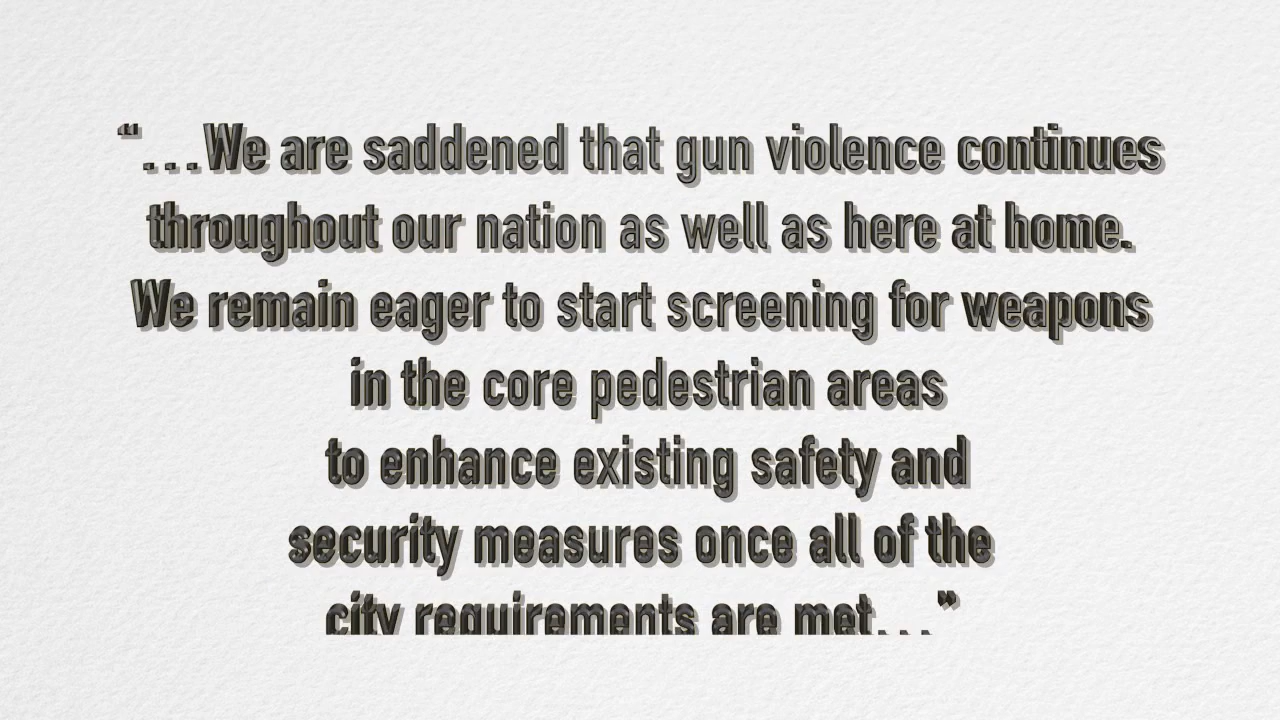 “...We are saddened that gun violence continues
throughout our nation as well as here at home.
We remain eager to start screening for weapons
in the core pedestrian areas
to enhance existing safety and
security measures once all of the
city requirements are met...”